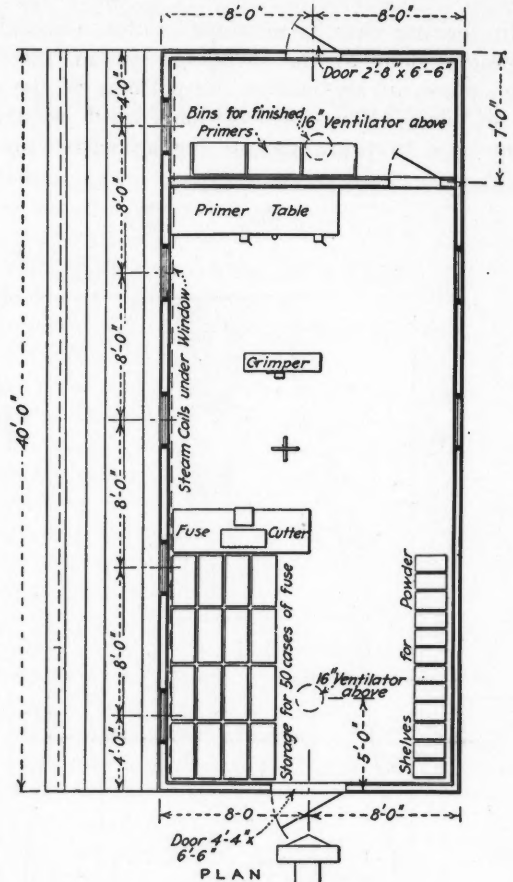 8'-0" 8'-0"
Door 2'-8" x 6'-6"
4'-0"
7'-0"
Bins for finished
Primers
16" Ventilator above
8'-0"
Primer Table
Steam Coils under Window
8'-0"
Crimper
40'-0"
8'-0"
Fuse Cutter
Storage for 50 cases of fuse
Shelves for Powder
8'-0"
16" Ventilator
above
5'-0"
4'-0"
8-0 8'-0"
Door 4'-4" x
6'-6"
PLAN